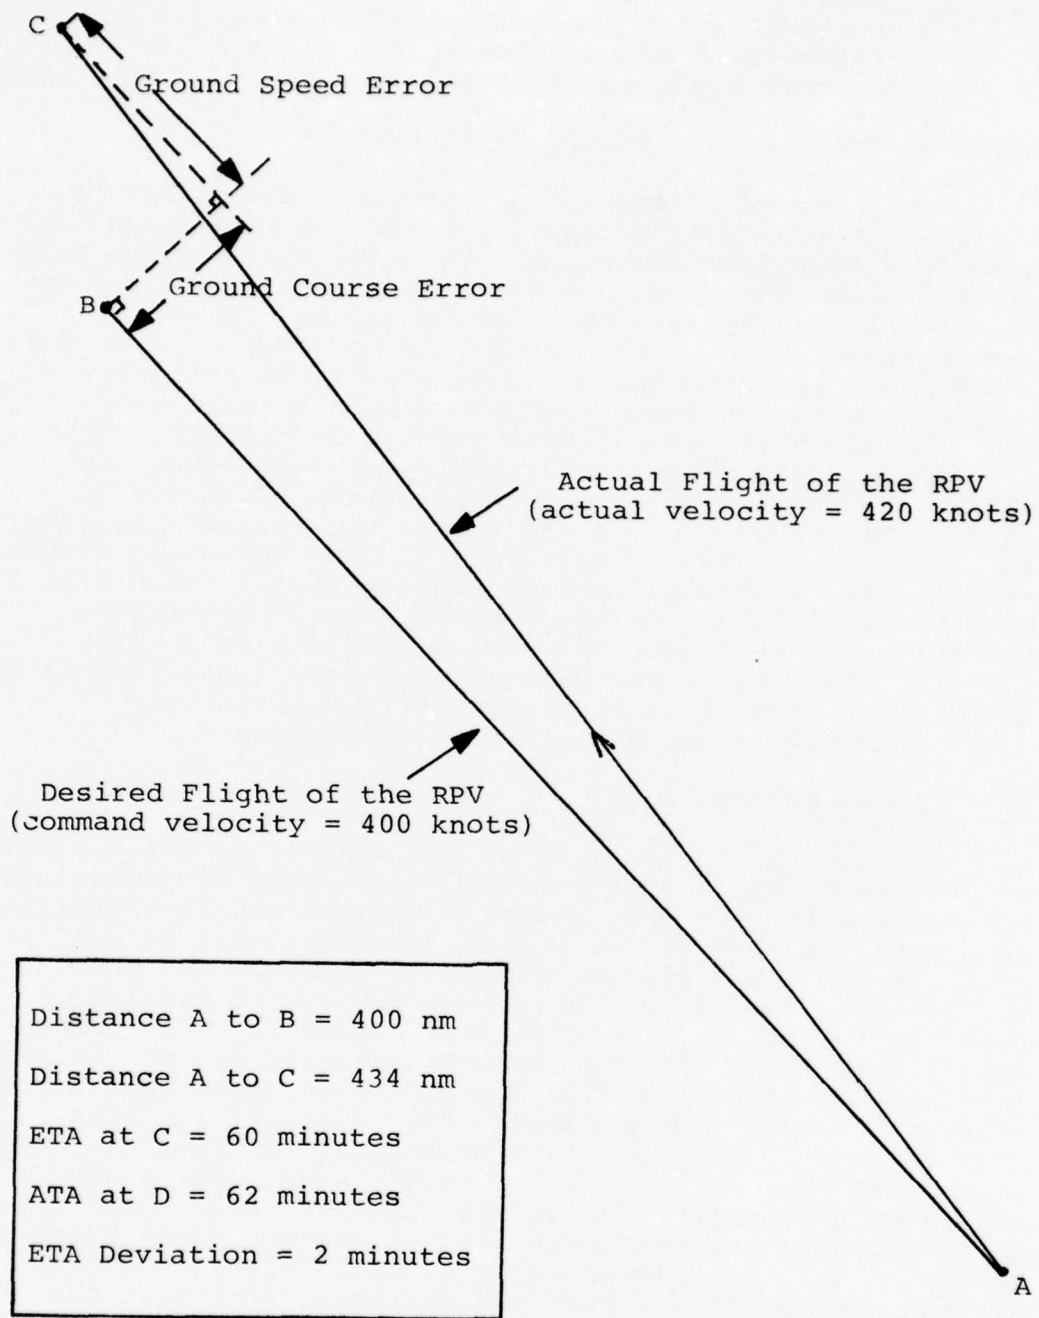 C
Ground Speed Error
Ground Course Error
B
Actual Flight of the RPV
(actual velocity = 420 knots)
Desired Flight of the RPV
(command velocity = 400 knots)
Distance A to B = 400 nm
Distance A to C = 434 nm
ETA at C = 60 minutes
ATA at D = 62 minutes
ETA Deviation = 2 minutes
A